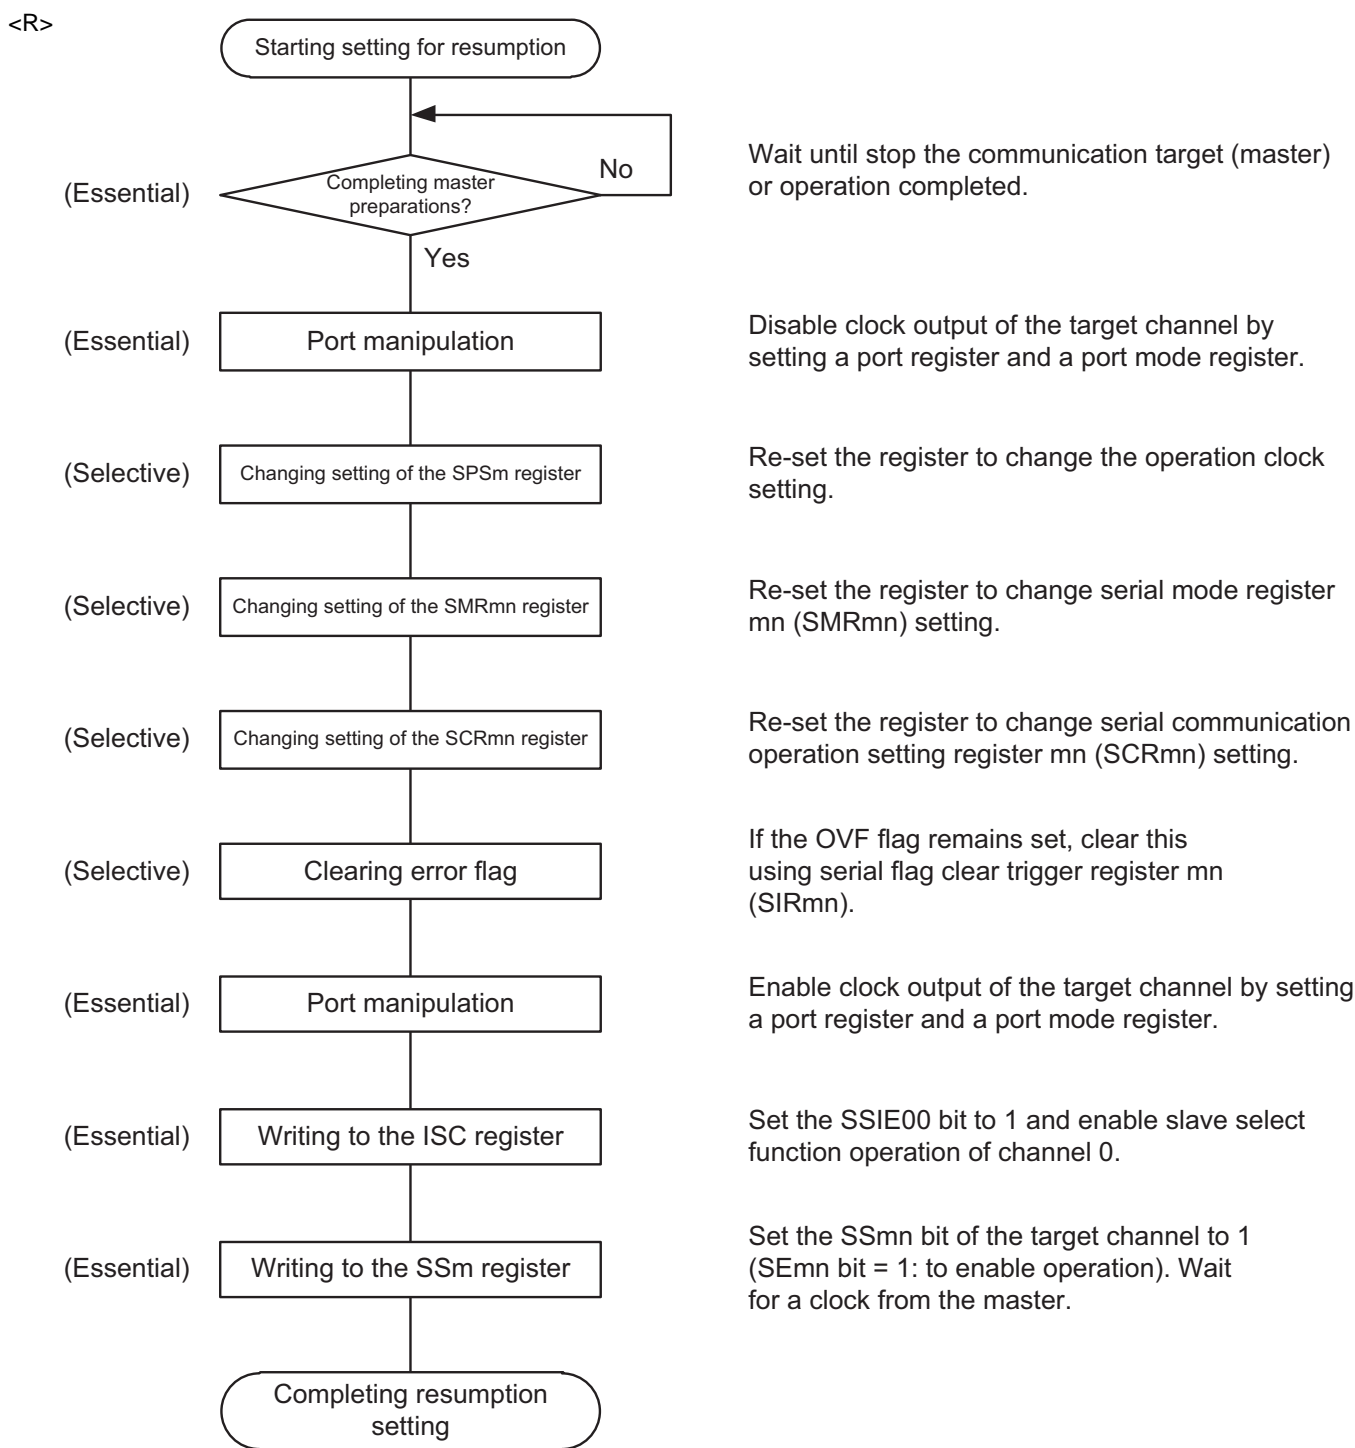 <R>
Starting setting for resumption
No
Wait until stop the communication target (master)
or operation completed.
(Essential)
Completing master
preparations?
Yes
(Essential)
Port manipulation
Disable clock output of the target channel by
setting a port register and a port mode register.
(Selective)
Changing setting of the SPSm register
Re-set the register to change the operation clock
setting.
(Selective)
Changing setting of the SMRmn register
Re-set the register to change serial mode register
mn (SMRmn) setting.
(Selective)
Changing setting of the SCRmn register
Re-set the register to change serial communication
operation setting register mn (SCRmn) setting.
(Selective)
Clearing error flag
If the OVF flag remains set, clear this
using serial flag clear trigger register mn
(SIRmn).
(Essential)
Port manipulation
Enable clock output of the target channel by setting
a port register and a port mode register.
(Essential)
Writing to the ISC register
Set the SSIE00 bit to 1 and enable slave select
function operation of channel 0.
(Essential)
Writing to the SSm register
Set the SSmn bit of the target channel to 1
(SEmn bit = 1: to enable operation). Wait
for a clock from the master.
Completing resumption
setting